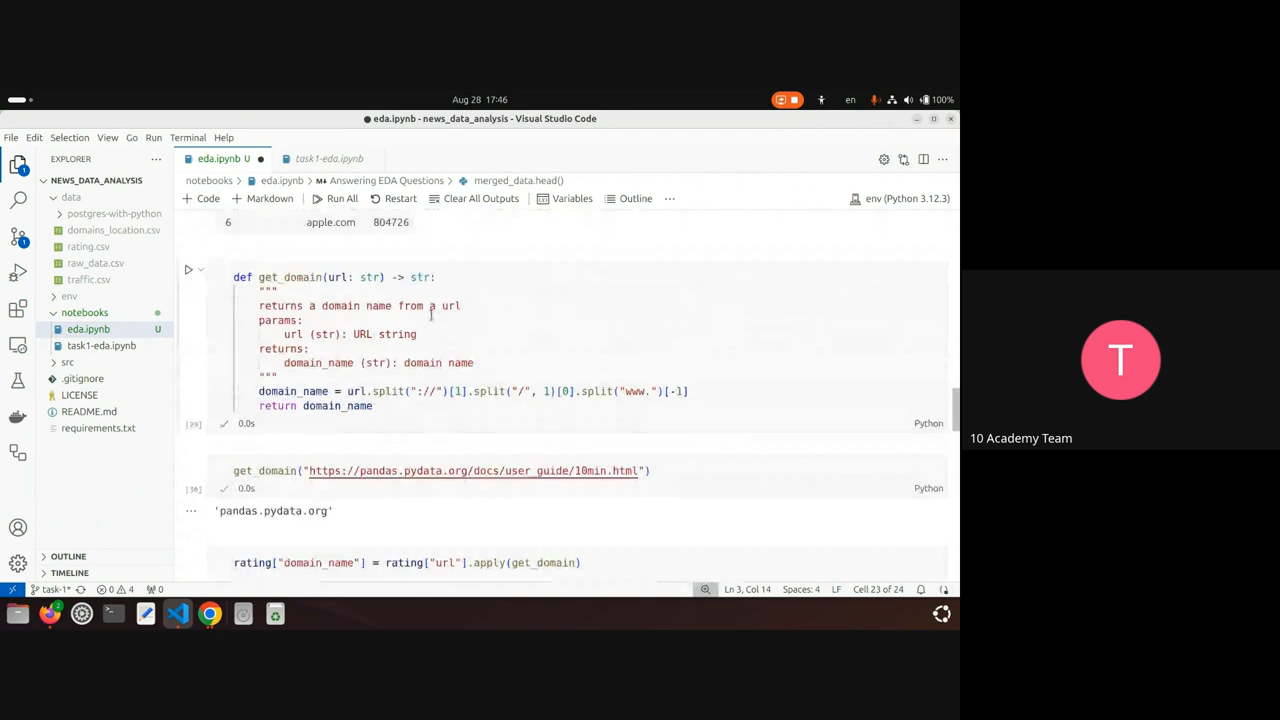 Aug 28 17:46
en
100%
● eda.ipynb - news_data_analysis - Visual Studio Code
File Edit Selection View Go Run Terminal Help
EXPLORER
eda.ipynb U ●
task1-eda.ipynb
NEWS_DATA_ANALYSIS
notebooks > eda.ipynb > Answering EDA Questions > merged_data.head()
+ Code + Markdown Run All Restart Clear All Outputs Variables Outline ...
env (Python 3.12.3)
data
postgres-with-python
domains_location.csv
rating.csv
raw_data.csv
traffic.csv
env
notebooks
eda.ipynb U
task1-eda.ipynb
src
.gitignore
LICENSE
README.md
requirements.txt
OUTLINE
TIMELINE
6 apple.com 804726
def get_domain(url: str) -> str:
"""
returns a domain name from a url
params:
url (str): URL string
returns:
domain_name (str): domain name
"""
domain_name = url.split("://")[1].split("/", 1)[0].split("www.")[-1]
return domain_name
[29] 0.0s Python
get_domain("https://pandas.pydata.org/docs/user_guide/10min.html")
[30] 0.0s Python
... 'pandas.pydata.org'
rating["domain_name"] = rating["url"].apply(get_domain)
task-1* 0 4 0
Ln 3, Col 14 Spaces: 4 LF Cell 23 of 24
T
10 Academy Team